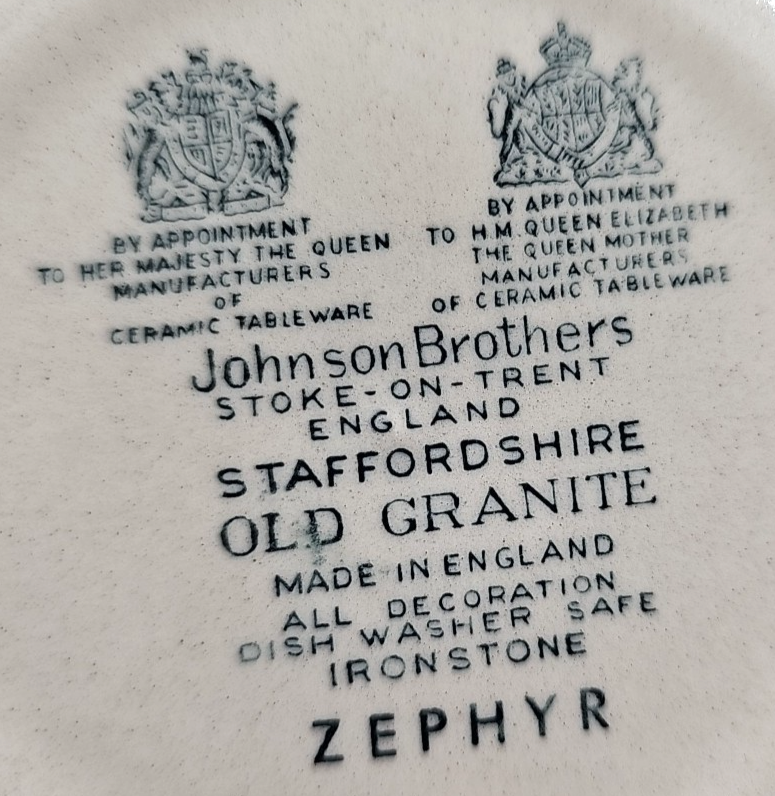 BY APPOINTMENT
TO HER MAJESTY THE QUEEN
MANUFACTURERS
OF
CERAMIC TABLEWARE
BY APPOINTMENT
TO H.M. QUEEN ELIZABETH
THE QUEEN MOTHER
MANUFACTURERS
OF CERAMIC TABLEWARE
Johnson Brothers
STOKE-ON-TRENT
ENGLAND
STAFFORDSHIRE
OLD GRANITE
MADE IN ENGLAND
ALL DECORATION
DISH WASHER SAFE
IRONSTONE
ZEPHYR